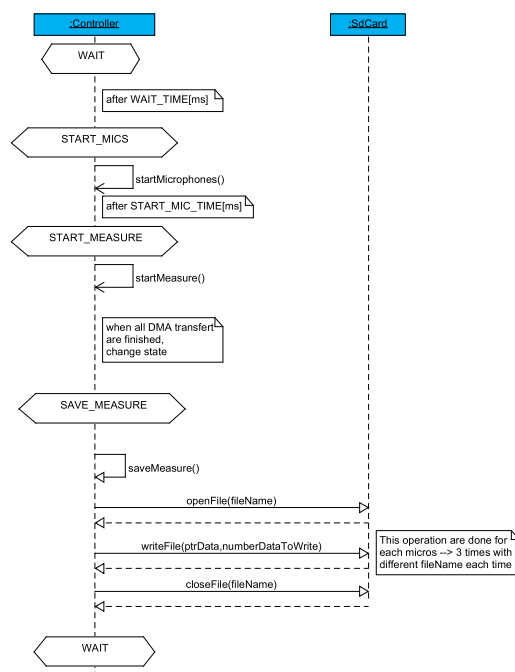 :Controller
:SdCard
WAIT
after WAIT_TIME[ms]
START_MICS
startMicrophones()
after START_MIC_TIME[ms]
START_MEASURE
startMeasure()
when all DMA transfert
are finished,
change state
SAVE_MEASURE
saveMeasure()
openFile(fileName)
writeFile(ptrData,numberDataToWrite)
This operation are done for
each micros --> 3 times with
different fileName each time
closeFile(fileName)
WAIT